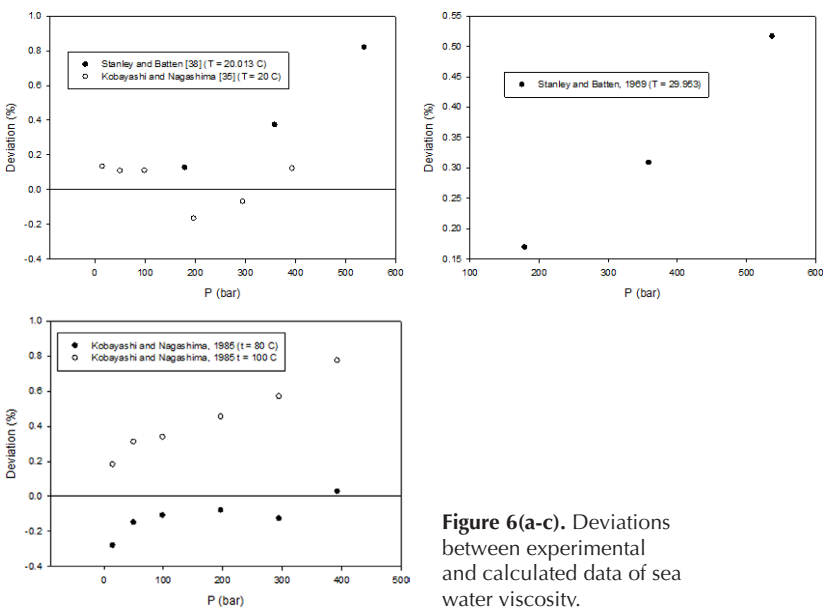 1.0
0.8
0.6
0.4
0.2
0.0
-0.2
-0.4
Deviation (%)
Stanley and Batten [38] (T = 20.013 C)
Kobayashi and Nagashima [35] (T = 20 C)
0 100 200 300 400 500 600
P (bar)
0.55
0.50
0.45
0.40
0.35
0.30
0.25
0.20
0.15
Deviation (%)
Stanley and Batten, 1969 (T = 29.953)
100 200 300 400 500 600
P (bar)
1.0
0.8
0.6
0.4
0.2
0.0
-0.2
-0.4
Deviation (%)
Kobayashi and Nagashima, 1985 (t = 80 C)
Kobayashi and Nagashima, 1985 t = 100 C
0 100 200 300 400 500
P (bar)
Figure 6(a-c). Deviations
between experimental
and calculated data of sea
water viscosity.